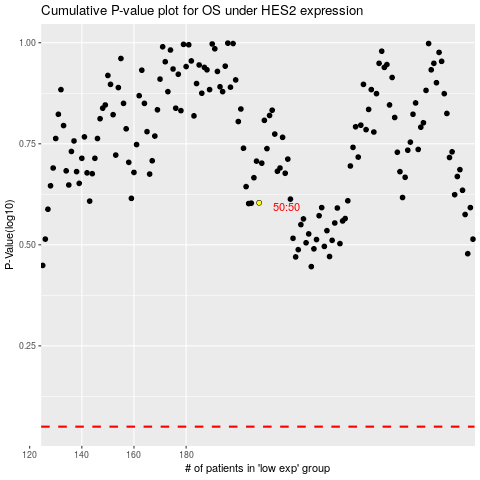 Cumulative P-value plot for OS under HES2 expression
1.00
0.75
0.50
0.25
P-Value(log10)
50:50
120 140 160 180
# of patients in 'low exp' group